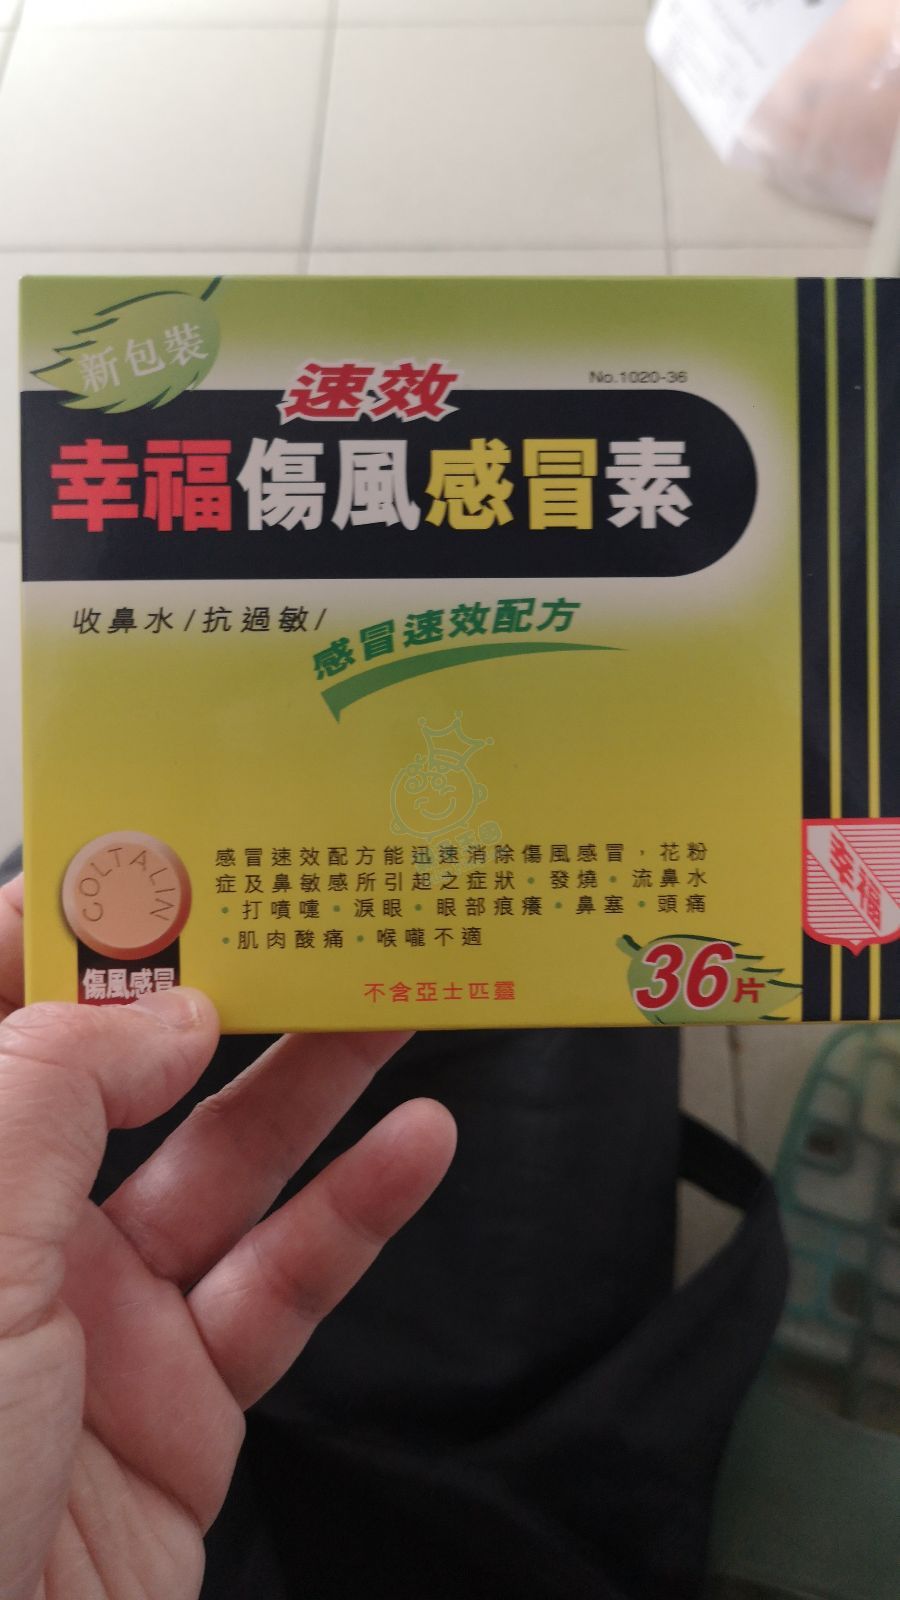 新包裝
速效
No.1020-36
幸福傷風感冒素
收鼻水/抗過敏/
感冒速效配方
感冒速效配方能迅速消除傷風感冒，花粉
症及鼻敏感所引起之症狀•發燒•流鼻水
•打噴嚏•淚眼•眼部痕癢•鼻塞•頭痛
•肌肉酸痛•喉嚨不適
COLTALIN
傷風感冒
不含亞士匹靈
36片
幸福